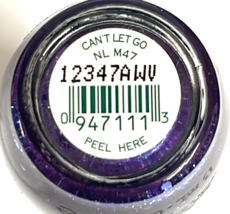 CAN'T LET GO
NL M47
12347AWV
0 947111 3
PEEL HERE